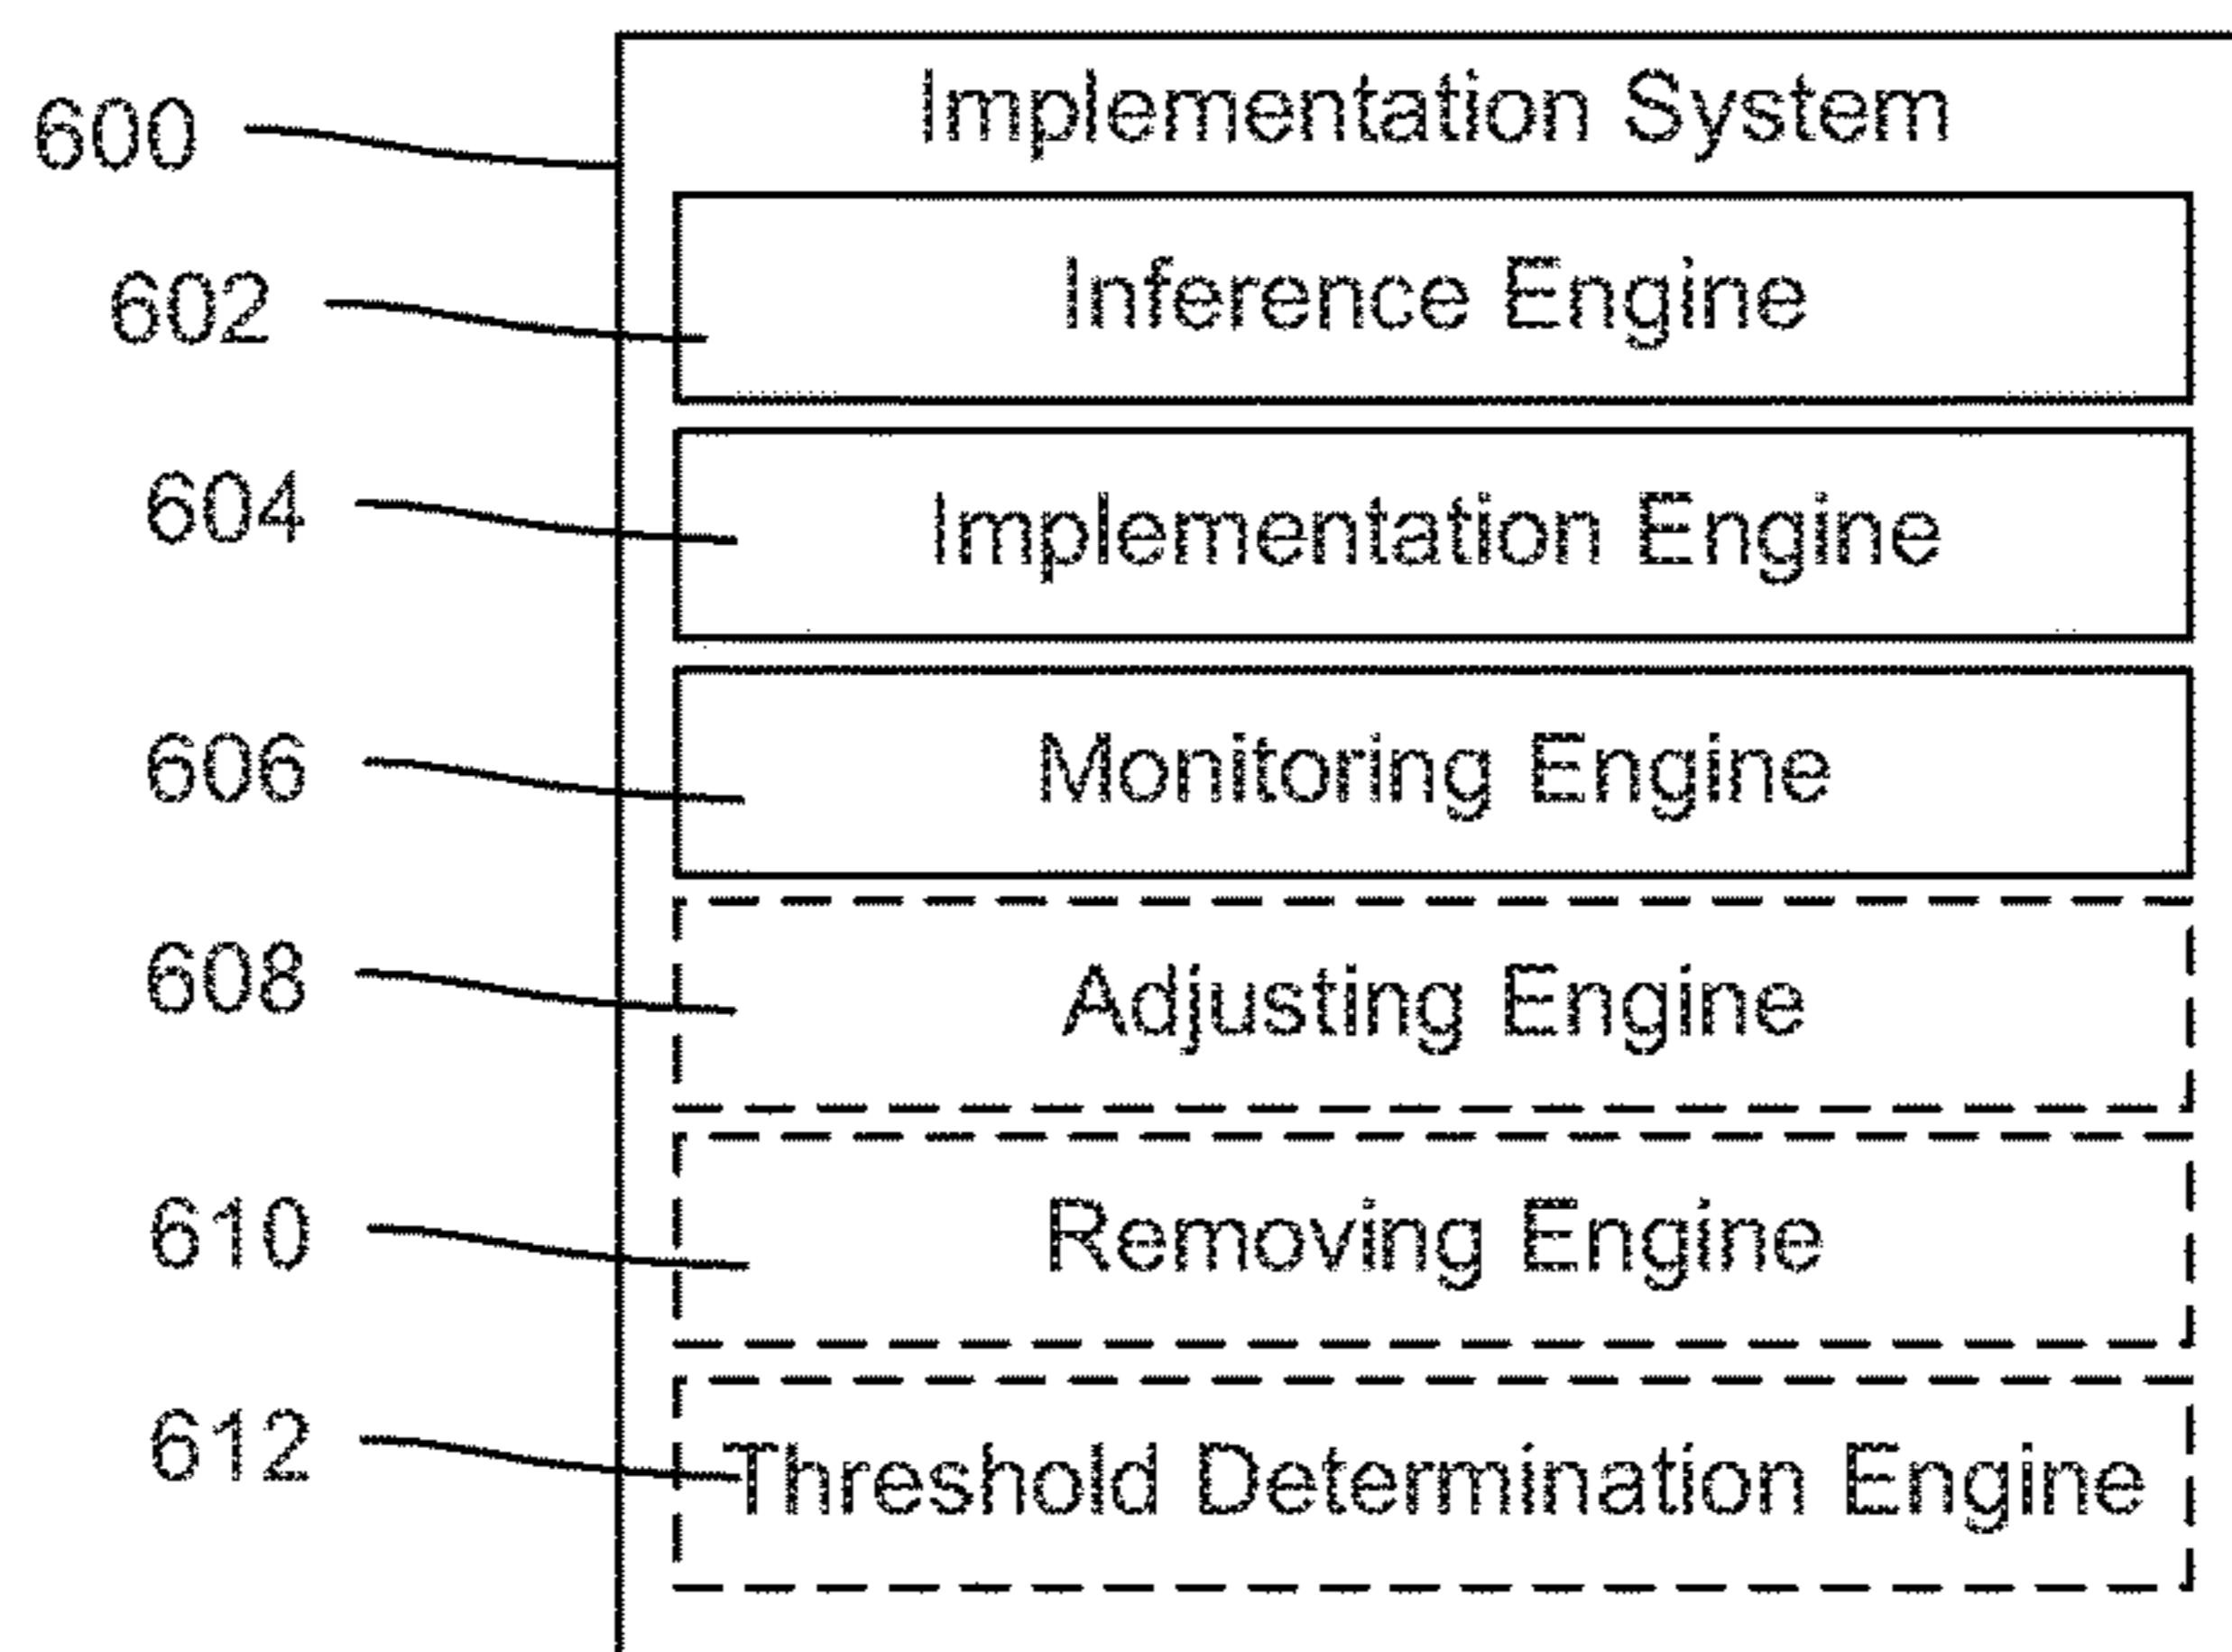 600
Implementation System
602
Inference Engine
604
Implementation Engine
606
Monitoring Engine
608
Adjusting Engine
610
Removing Engine
612
Threshold Determination Engine